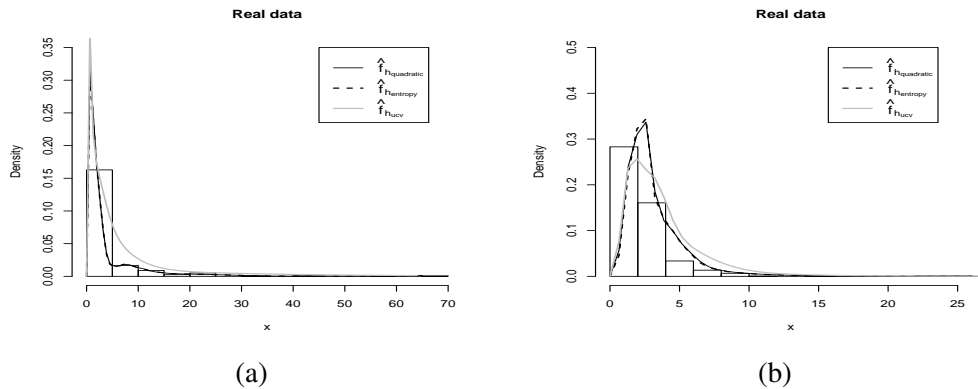 Real data
Density
0.35
0.30
0.25
0.20
0.15
0.10
0.05
0.00
f̂ hquadratic
f̂ hentropy
f̂ hucv
0 10 20 30 40 50 60 70
x
(a)
Real data
Density
0.5
0.4
0.3
0.2
0.1
0.0
f̂ hquadratic
f̂ hentropy
f̂ hucv
0 5 10 15 20 25
x
(b)